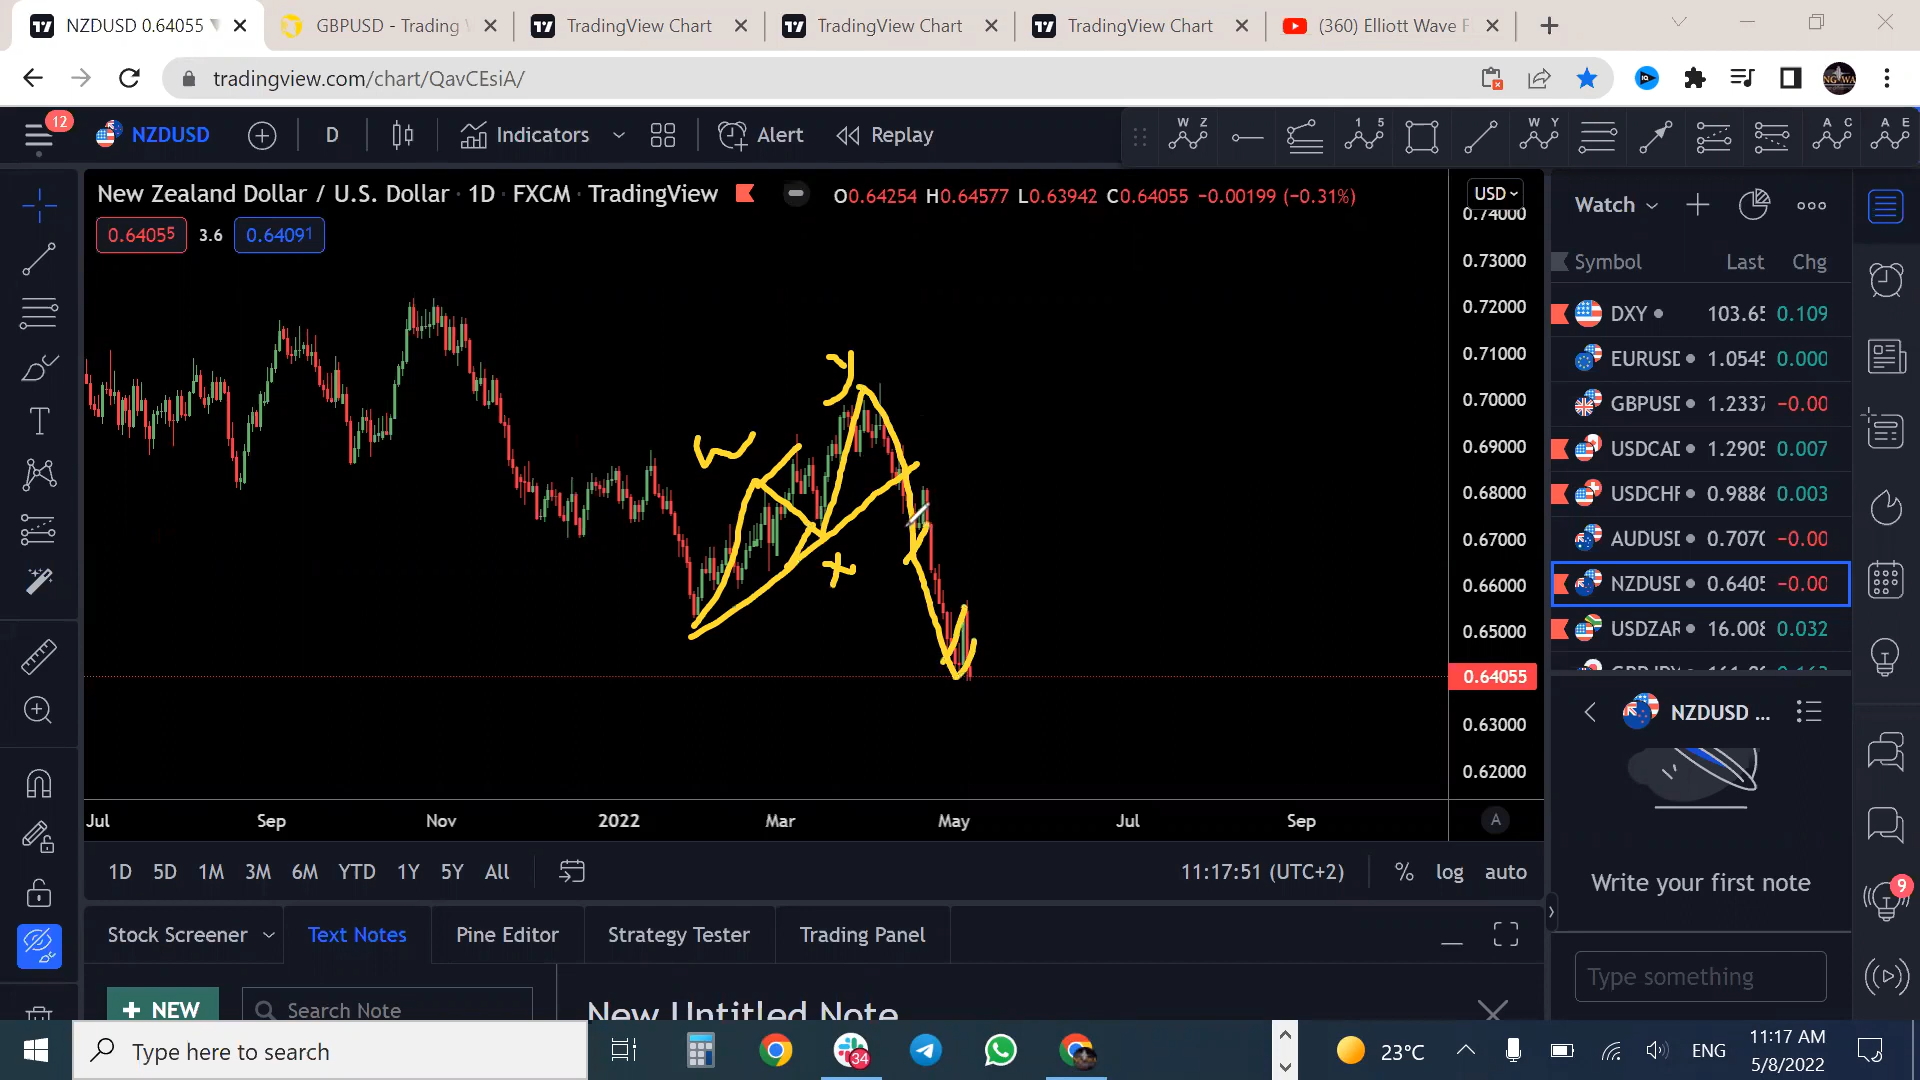 NZDUSD 0.64055
GBPUSD - Trading
TradingView Chart
TradingView Chart
TradingView Chart
(360) Elliott Wave F
tradingview.com/chart/QavCEsiA/
12
NZDUSD
D
Indicators
Alert
Replay
W Z
1 5
W Y
A C
A E
New Zealand Dollar / U.S. Dollar · 1D · FXCM · TradingView
O0.64254 H0.64577 L0.63942 C0.64055 −0.00199 (−0.31%)
0.64055
3.6
0.64091
USD
0.74000
0.73000
0.72000
0.71000
0.70000
0.69000
0.68000
0.67000
0.66000
0.65000
0.64055
0.63000
0.62000
W
X
Y
Jul
Sep
Nov
2022
Mar
May
Jul
Sep
A
1D 5D 1M 3M 6M YTD 1Y 5Y All
11:17:51 (UTC+2)
% log auto
Stock Screener
Text Notes
Pine Editor
Strategy Tester
Trading Panel
NEW
Search Note
New Untitled Note
Watch
Symbol Last Chg
DXY 103.65 0.109
EURUSD 1.0545 0.000
GBPUSD 1.2337 −0.00
USDCAD 1.2905 0.007
USDCHF 0.9886 0.003
AUDUSD 0.7070 −0.00
NZDUSD 0.6405 −0.00
USDZAR 16.008 0.032
NZDUSD ...
Write your first note
Type something
9
Type here to search
34
23°C
ENG
11:17 AM
5/8/2022